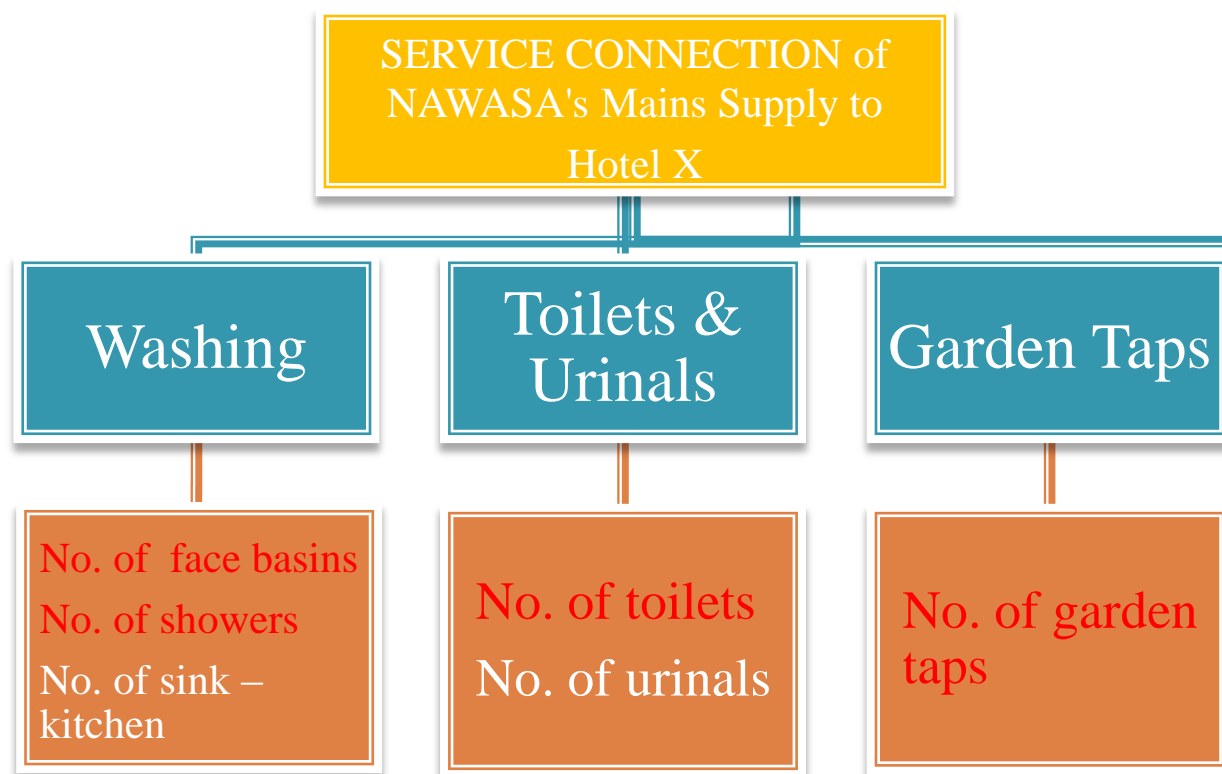 SERVICE CONNECTION of
NAWASA's Mains Supply to
Hotel X
Washing
Toilets &
Urinals
Garden Taps
No. of face basins
No. of showers
No. of sink –
kitchen
No. of toilets
No. of urinals
No. of garden
taps